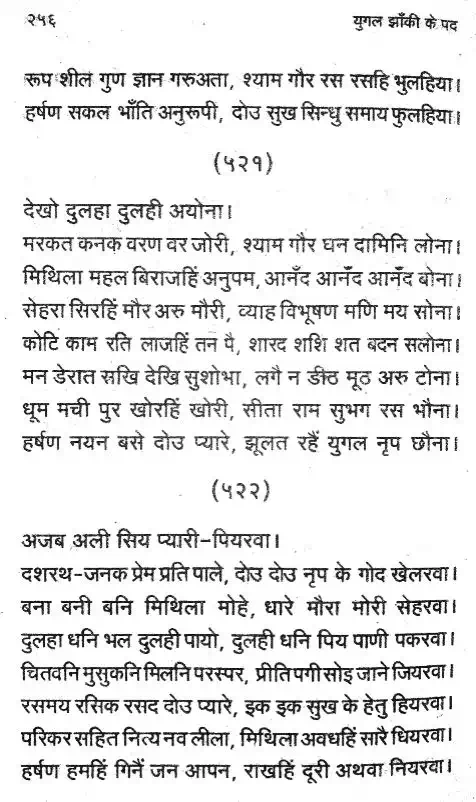 २५६ युगल झाँकी के पद
रूप शील गुण ज्ञान गरुअता, श्याम गौर रस रसहि भुलहिया।
हर्षण सकल भाँति अनुरूपी, दोउ सुख सिन्धु समाय फुलहिया।
(५२१)
देखो दुलहा दुलही अयोना।
मरकत कनक वरण वर जोरी, श्याम गौर घन दामिनि लोना।
मिथिला महल बिराजहिं अनुपम, आनँद आनँद आनँद बोना।
सेहरा सिरहिं मौर अरु मौरी, व्याह विभूषण मणि मय सोना।
कोटि काम रति लाजहिं तन पै, शारद शशि शत बदन सलोना।
मन डेरात सखि देखि सुशोभा, लगै न डीठ मूठ अरु टोना।
धूम मची पुर खोरहिं खोरी, सीता राम सुभग रस भौना।
हर्षण नयन बसे दोउ प्यारे, झूलत रहैं युगल नृप छौना।
(५२२)
अजब अली सिय प्यारी-पियरवा।
दशरथ-जनक प्रेम प्रति पाले, दोउ दोउ नृप के गोद खेलरवा।
बना बनी बनि मिथिला मोहे, धारे मौरा मोरी सेहरवा।
दुलहा धनि भल दुलही पायो, दुलही धनि पिय पाणी पकरवा।
चितवनि मुसुकनि मिलनि परस्पर, प्रीति पगी सोइ जाने जियरवा।
रसमय रसिक रसद दोउ प्यारे, इक इक सुख के हेतु हियरवा।
परिकर सहित नित्य नव लीला, मिथिला अवधहिं सारै धियरवा।
हर्षण हमहिं गिनैं जन आपन, राखहिं दूरी अथवा नियरवा।